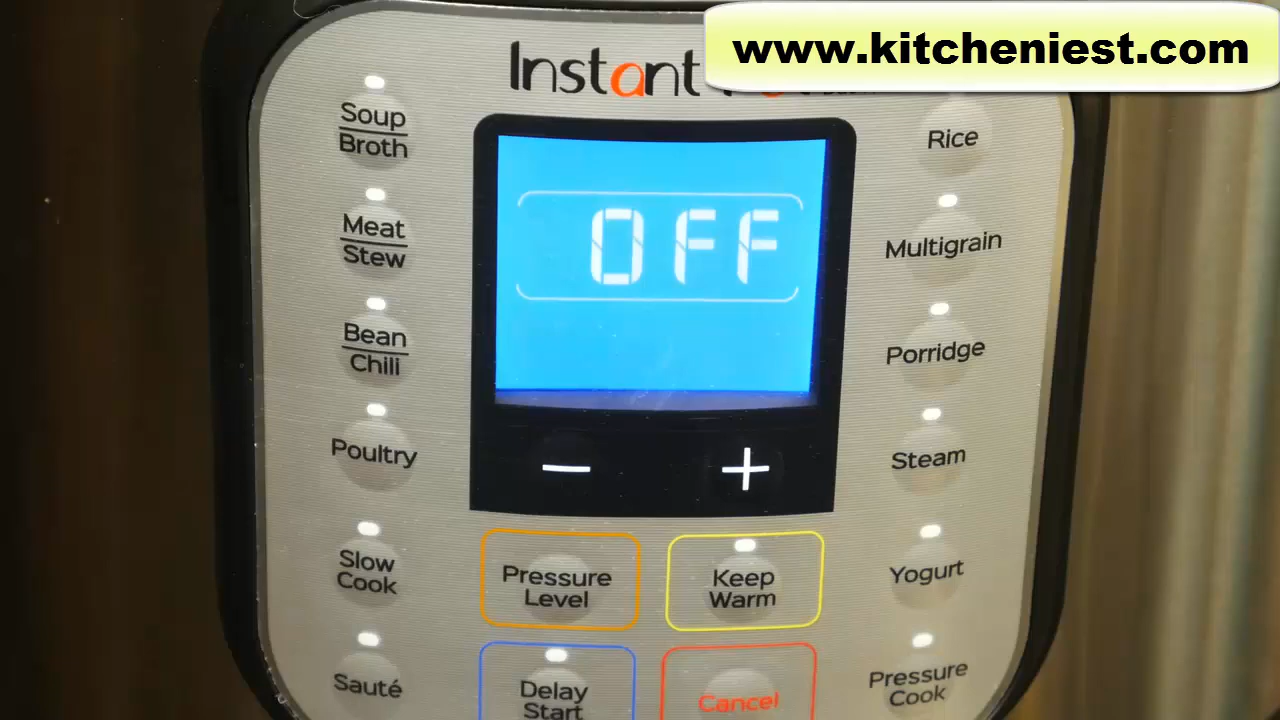 www.kitcheniest.com
Instant
Soup
Broth
Meat
Stew
Bean
Chili
Poultry
Slow
Cook
Sauté
OFF
− +
Pressure
Level
Keep
Warm
Delay
Start
Cancel
Rice
Multigrain
Porridge
Steam
Yogurt
Pressure
Cook